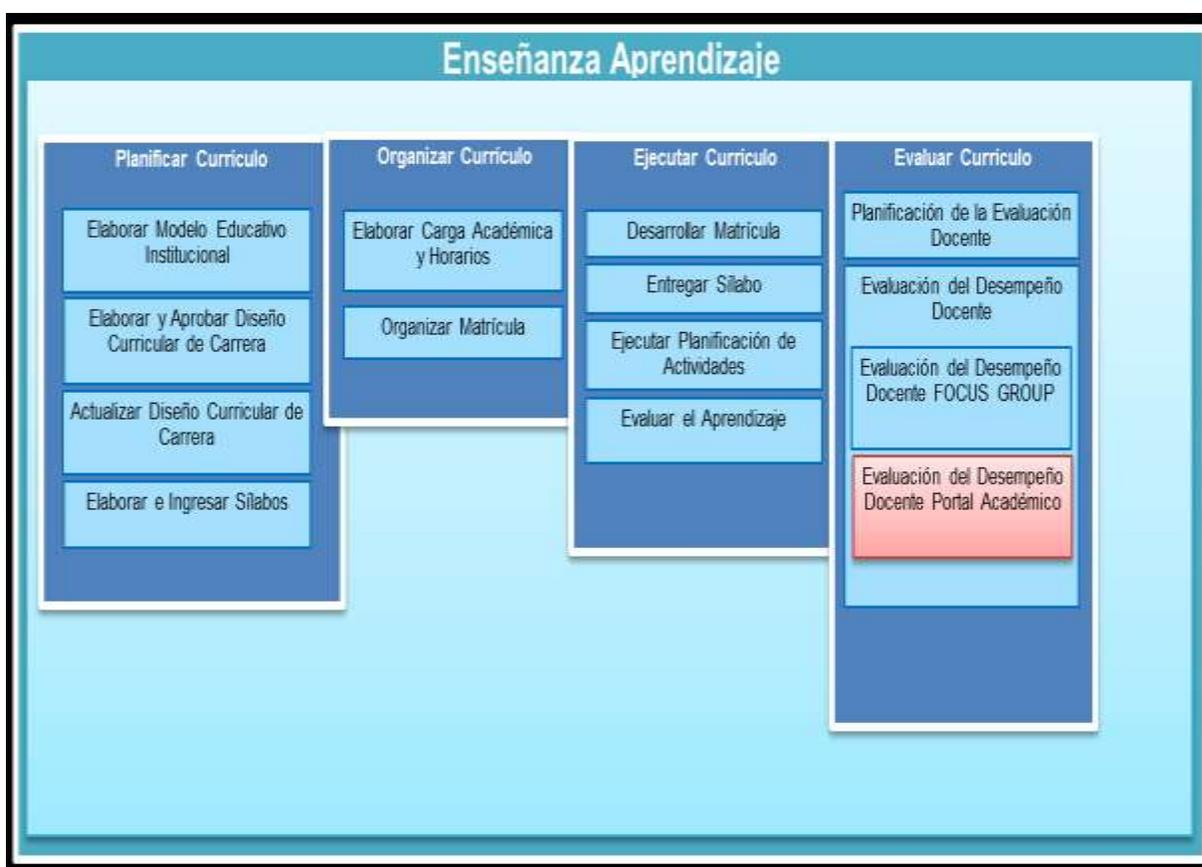 Enseñanza Aprendizaje
Planificar Currículo
Elaborar Modelo Educativo
Institucional
Elaborar y Aprobar Diseño
Curricular de Carrera
Actualizar Diseño Curricular de
Carrera
Elaborar e Ingresar Sílabos
Organizar Currículo
Elaborar Carga Académica
y Horarios
Organizar Matrícula
Ejecutar Currículo
Desarrollar Matrícula
Entregar Sílabo
Ejecutar Planificación de
Actividades
Evaluar el Aprendizaje
Evaluar Currículo
Planificación de la Evaluación
Docente
Evaluación del Desempeño
Docente
Evaluación del Desempeño
Docente FOCUS GROUP
Evaluación del Desempeño
Docente Portal Académico